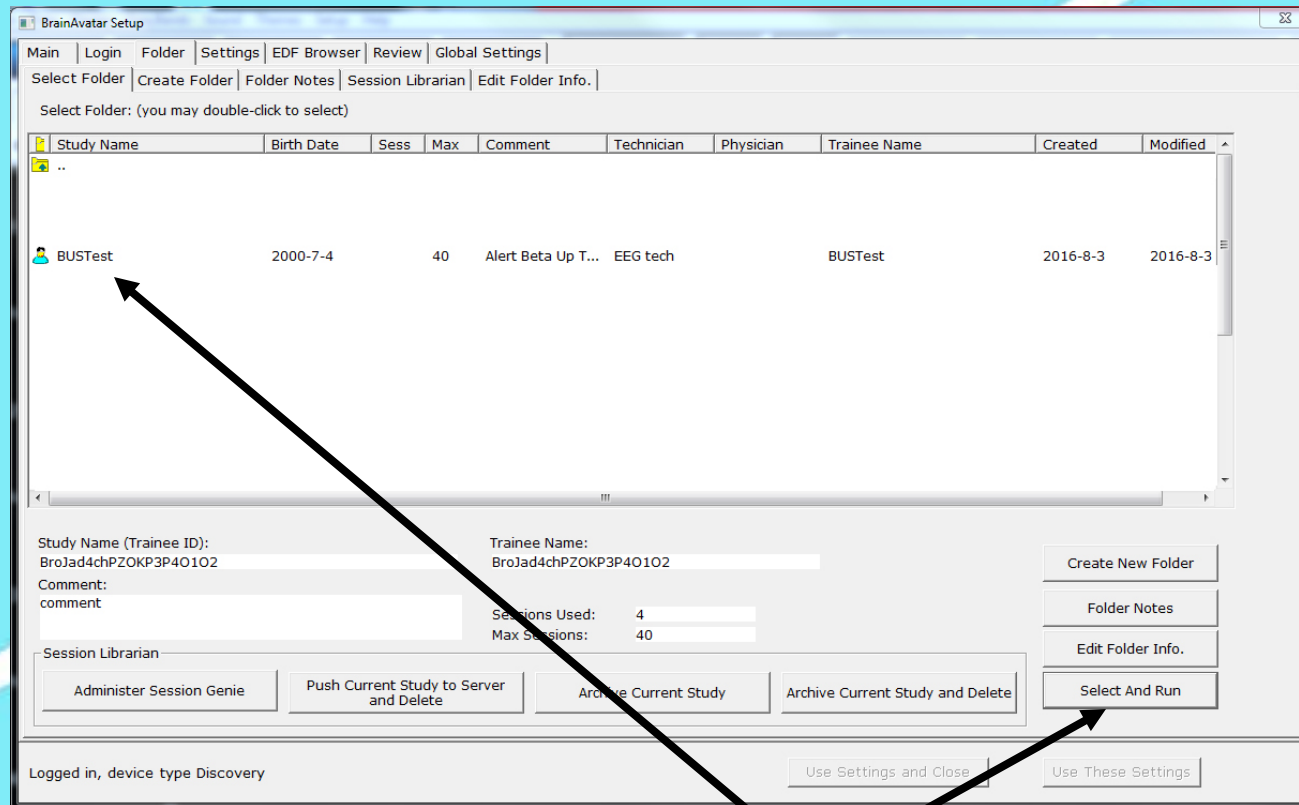 BrainAvatar Setup
Main Login Folder Settings EDF Browser Review Global Settings
Select Folder Create Folder Folder Notes Session Librarian Edit Folder Info.
Select Folder: (you may double-click to select)
Study Name Birth Date Sess Max Comment Technician Physician Trainee Name Created Modified
..
BUSTest 2000-7-4 40 Alert Beta Up T... EEG tech BUSTest 2016-8-3 2016-8-3
Study Name (Trainee ID): Trainee Name:
BroJad4chPZOKP3P4O1O2 BroJad4chPZOKP3P4O1O2
Create New Folder
Comment:
comment
Sessions Used: 4
Folder Notes
Max Sessions: 40
Edit Folder Info.
Session Librarian
Administer Session Genie
Push Current Study to Server
and Delete
Archive Current Study
Archive Current Study and Delete
Select And Run
Logged in, device type Discovery
Use Settings and Close
Use These Settings